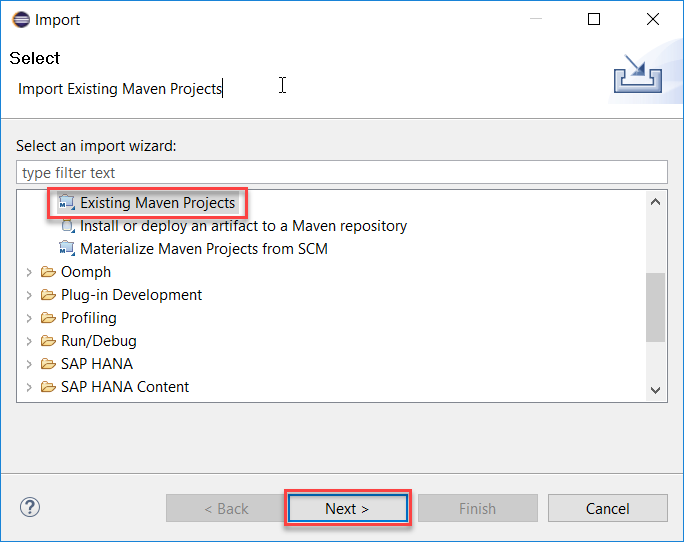 Import
Select
Import Existing Maven Projects
Select an import wizard:
type filter text
Existing Maven Projects
Install or deploy an artifact to a Maven repository
Materialize Maven Projects from SCM
Oomph
Plug-in Development
Profiling
Run/Debug
SAP HANA
SAP HANA Content
? < Back Next > Finish Cancel